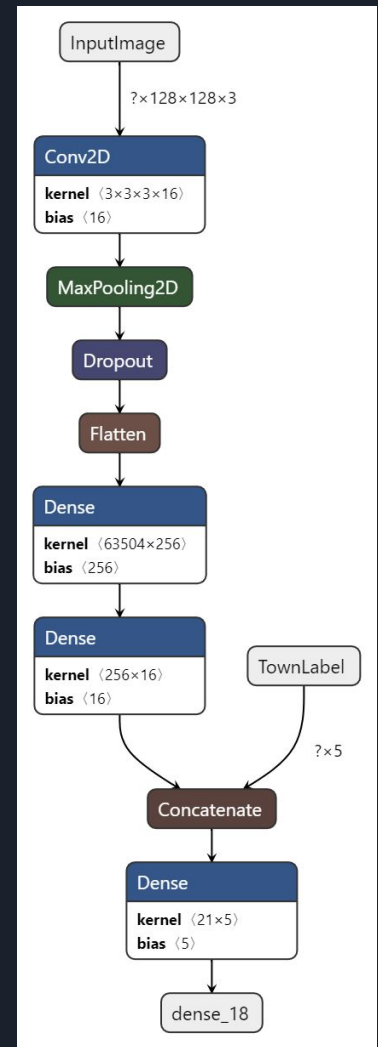 InputImage
?×128×128×3
Conv2D
kernel ⟨3×3×3×16⟩
bias ⟨16⟩
MaxPooling2D
Dropout
Flatten
Dense
kernel ⟨63504×256⟩
bias ⟨256⟩
Dense
kernel ⟨256×16⟩
bias ⟨16⟩
TownLabel
?×5
Concatenate
Dense
kernel ⟨21×5⟩
bias ⟨5⟩
dense_18